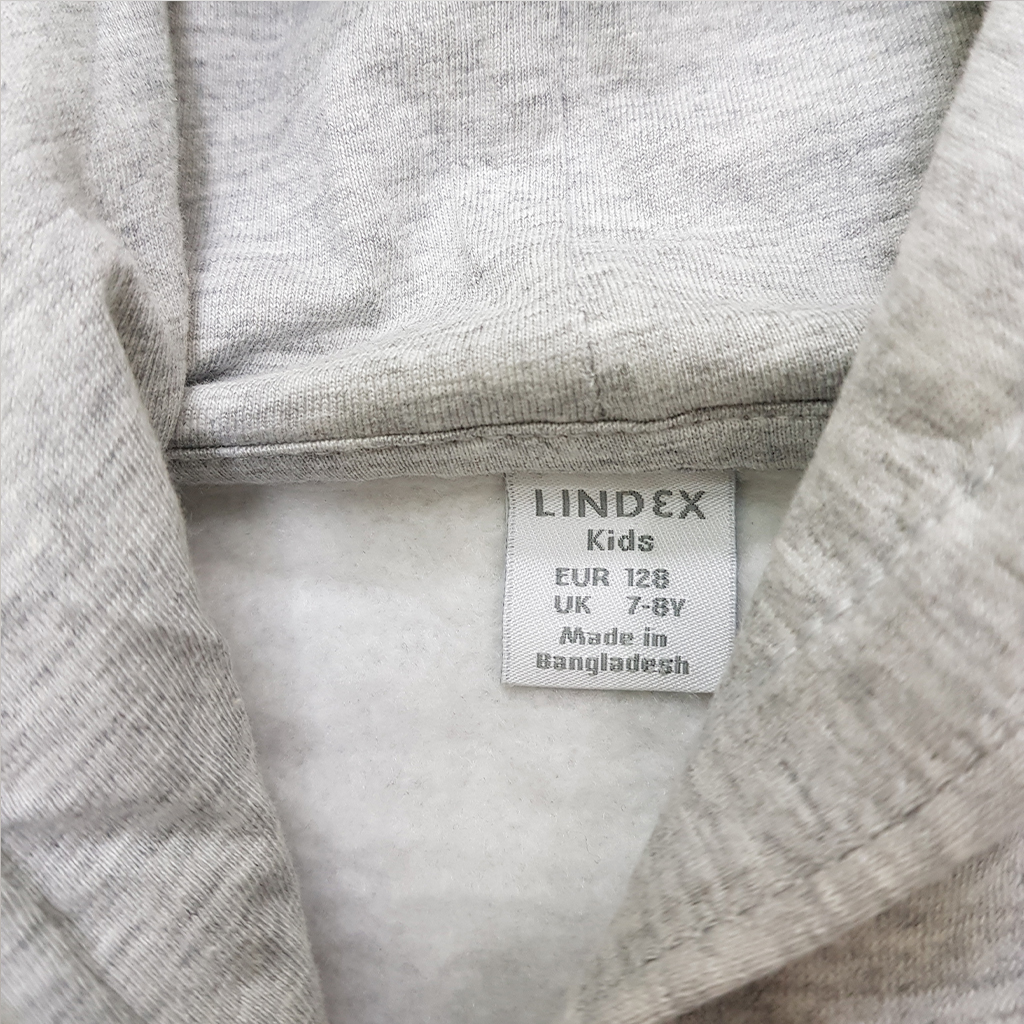 LINDEX
Kids
EUR 128
UK 7-8Y
Made in
Bangladesh